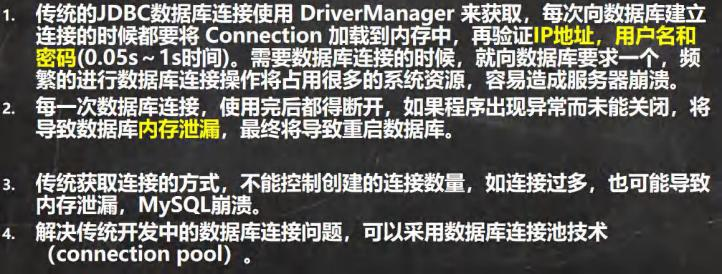 1. 传统的JDBC数据库连接使用 DriverManager 来获取，每次向数据库建立
连接的时候都要将 Connection 加载到内存中，再验证IP地址，用户名和
密码(0.05s～1s时间)。需要数据库连接的时候，就向数据库要求一个，频
繁的进行数据库连接操作将占用很多的系统资源，容易造成服务器崩溃。
2. 每一次数据库连接，使用完后都得断开，如果程序出现异常而未能关闭，将
导致数据库内存泄漏，最终将导致重启数据库。
3. 传统获取连接的方式，不能控制创建的连接数量，如连接过多，也可能导致
内存泄漏，MySQL崩溃。
4. 解决传统开发中的数据库连接问题，可以采用数据库连接池技术
（connection pool）。